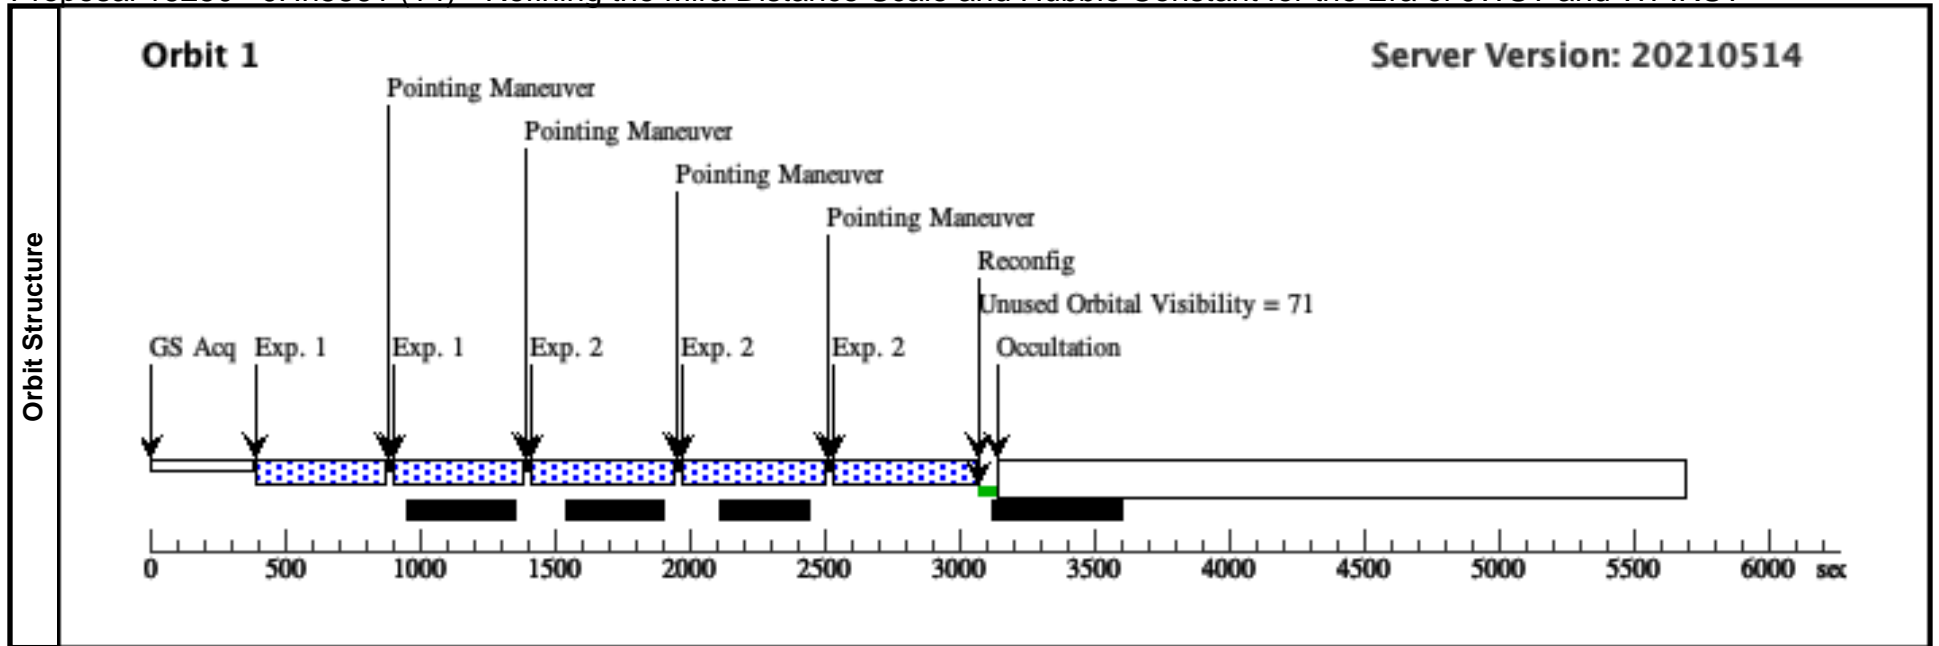 Orbit 1
Server Version: 20210514
Pointing Maneuver
Pointing Maneuver
Pointing Maneuver
Pointing Maneuver
Reconfig
Unused Orbital Visibility = 71
GS Acq Exp. 1 Exp. 1 Exp. 2 Exp. 2 Exp. 2 Occultation
Orbit Structure
0 500 1000 1500 2000 2500 3000 3500 4000 4500 5000 5500 6000 sec